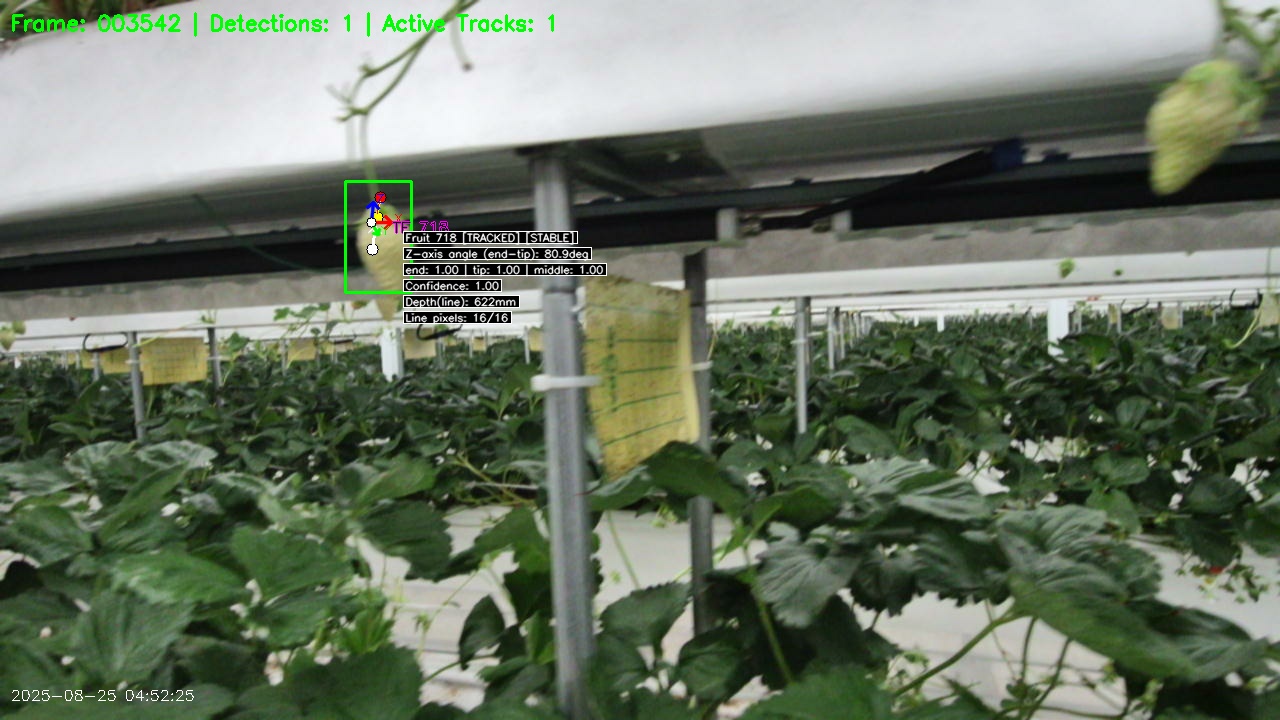 Frame: 003542 | Detections: 1 | Active Tracks: 1
Fruit 718 [TRACKED] [STABLE]
Z-axis angle (end-tip): 80.9deg
end: 1.00 | tip: 1.00 | middle: 1.00
Confidence: 1.00
Depth(line): 622mm
Line pixels: 16/16
2025-08-25 04:52:25